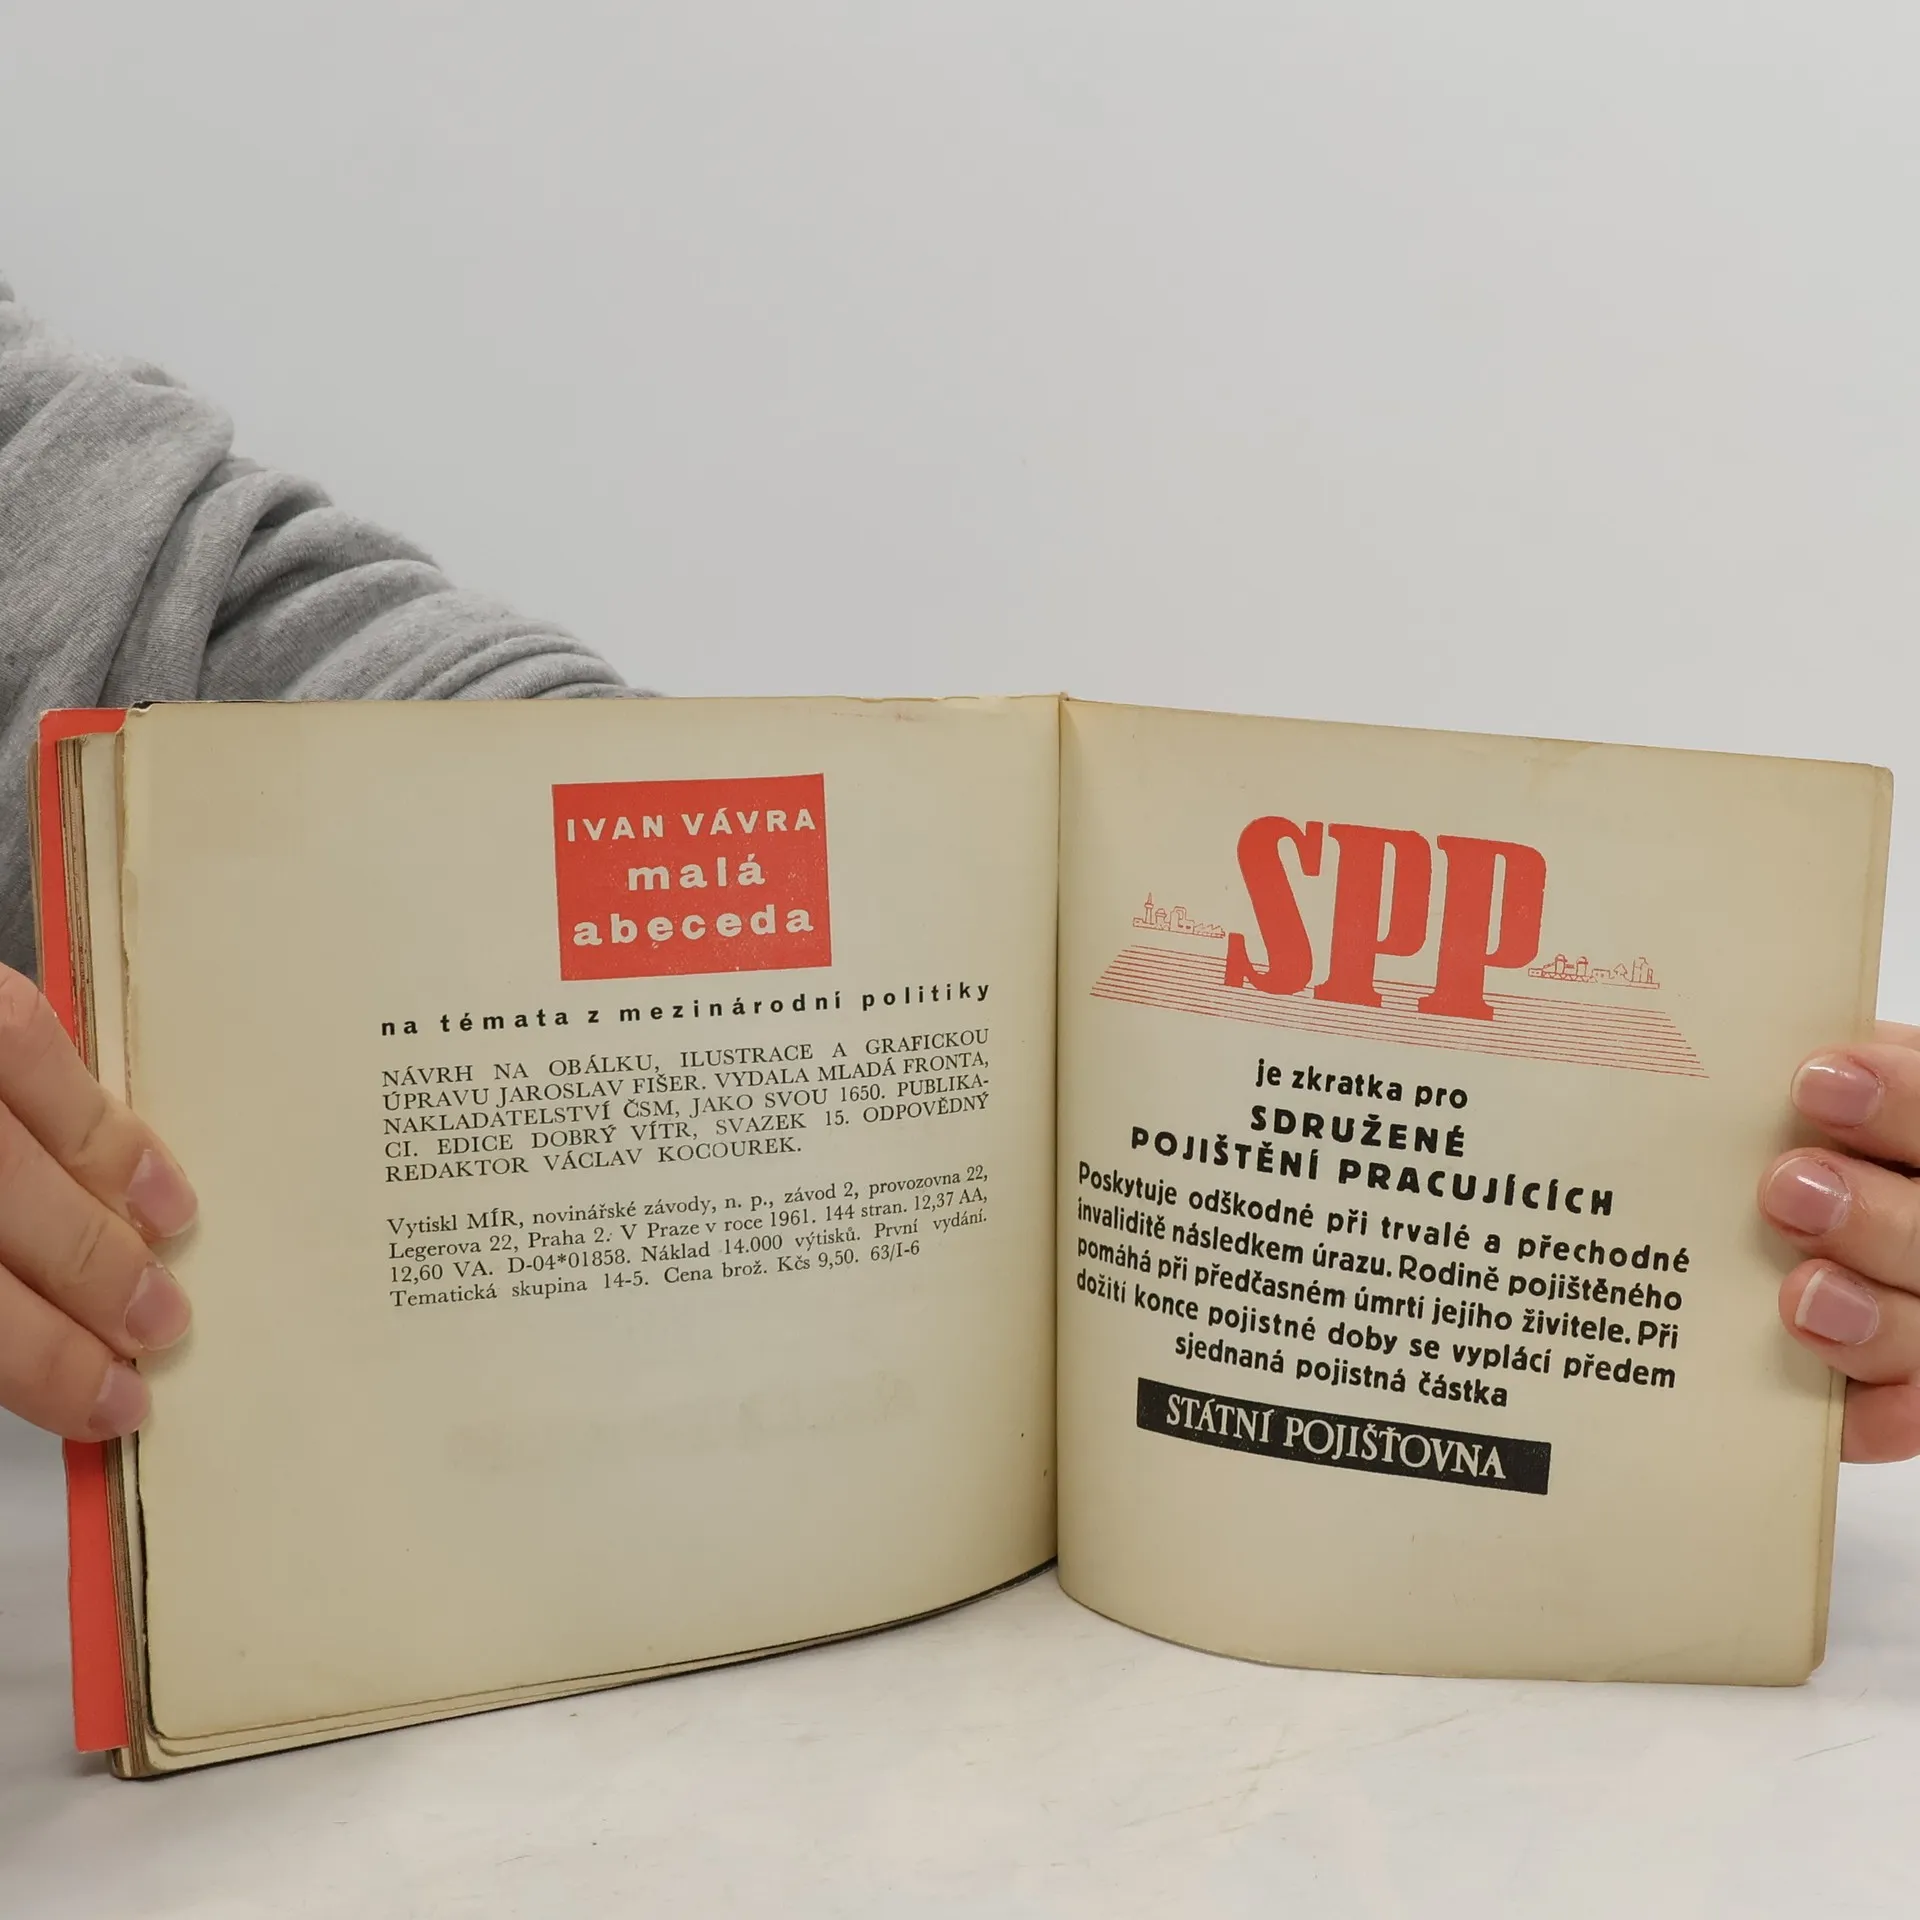 IVAN VÁVRA
malá
abeceda
na témata z mezinárodní politiky
NÁVRH NA OBÁLKU, ILUSTRACE A GRAFICKOU
ÚPRAVU JAROSLAV FIŠER. VYDALA MLADÁ FRONTA,
NAKLADATELSTVÍ ČSM, JAKO SVOU 1650. PUBLIKA-
CI. EDICE DOBRÝ VÍTR, SVAZEK 15. ODPOVĚDNÝ
REDAKTOR VÁCLAV KOCOUREK.
Vytiskl MÍR, novinářské závody, n. p., závod 2, provozovna 22,
Legerova 22, Praha 2. V Praze v roce 1961. 144 stran. 12,37 AA,
12,60 VA. D-04*01858. Náklad 14.000 výtisků. První vydání.
Tematická skupina 14-5. Cena brož. Kčs 9,50. 63/I-6
SPP
je zkratka pro
SDRUŽENÉ
POJIŠTĚNÍ PRACUJÍCÍCH
Poskytuje odškodné při trvalé a přechodné
invaliditě následkem úrazu. Rodině pojištěného
pomáhá při předčasném úmrtí jejího živitele. Při
dožití konce pojistné doby se vyplácí předem
sjednaná pojistná částka
STÁTNÍ POJIŠŤOVNA